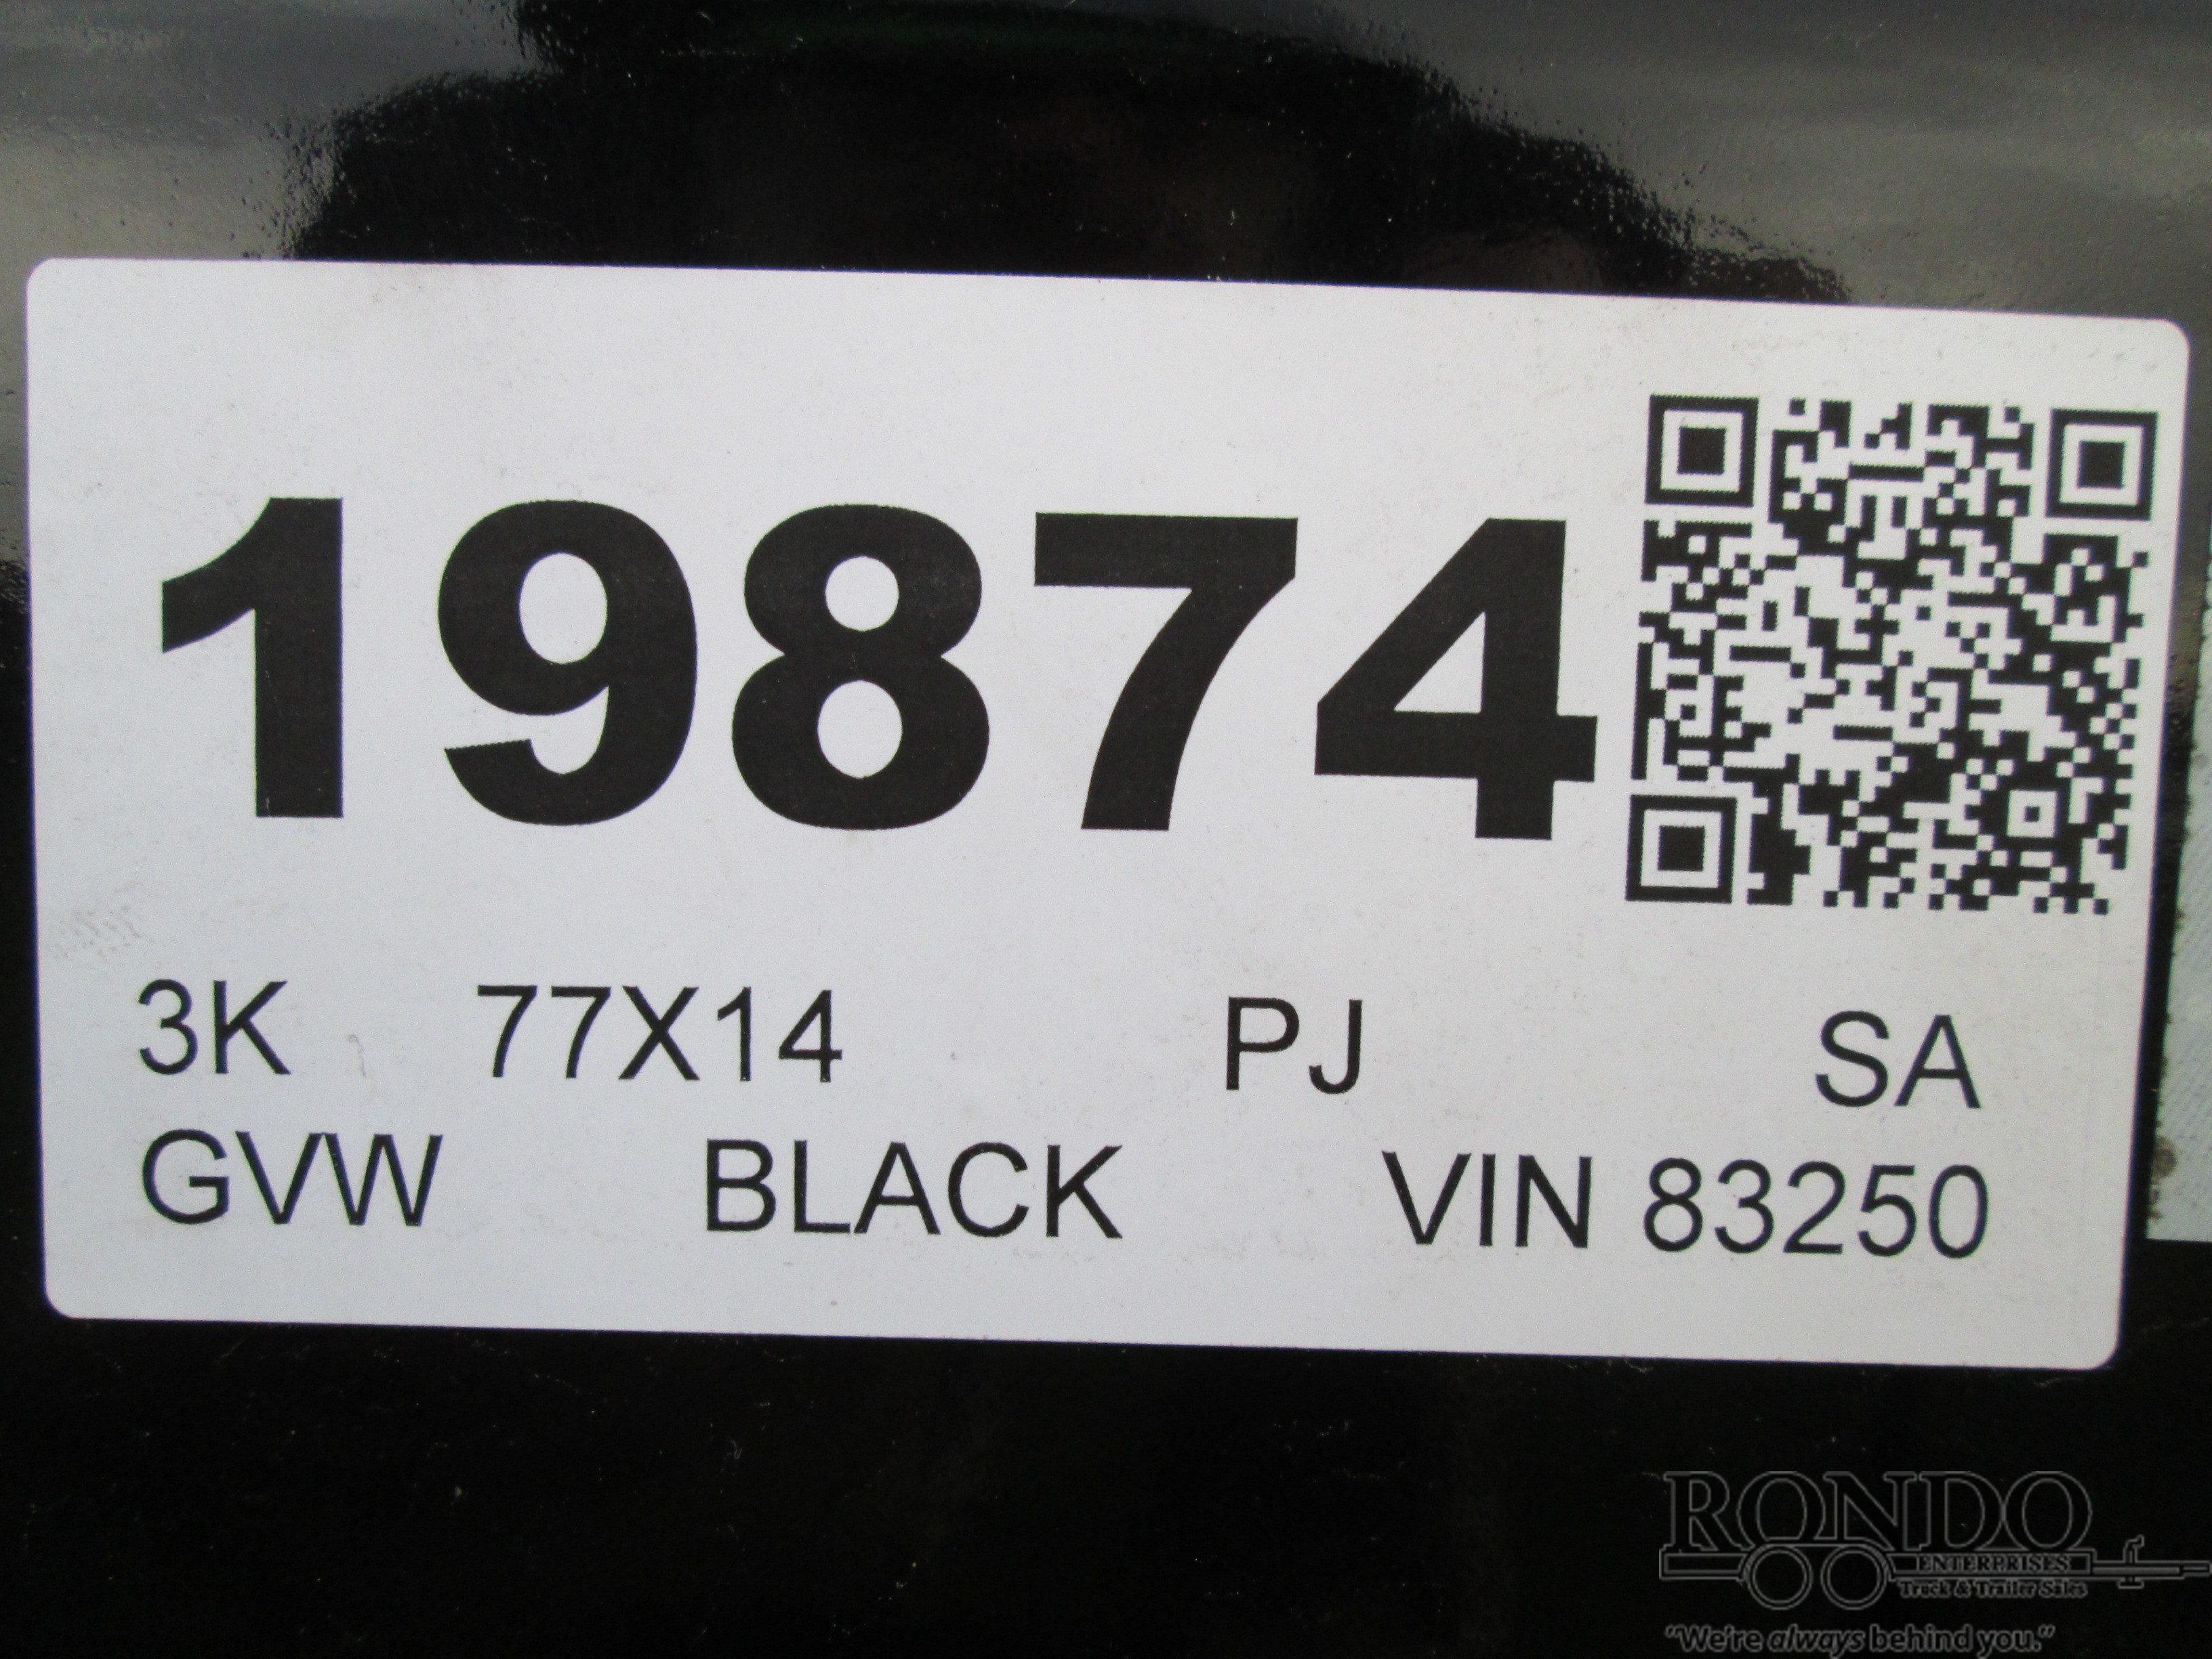 19874
3K 77X14 PJ SA
GVW BLACK VIN 83250
RONDO
ENTERPRISES
Truck & Trailer Sales
"We're always behind you."